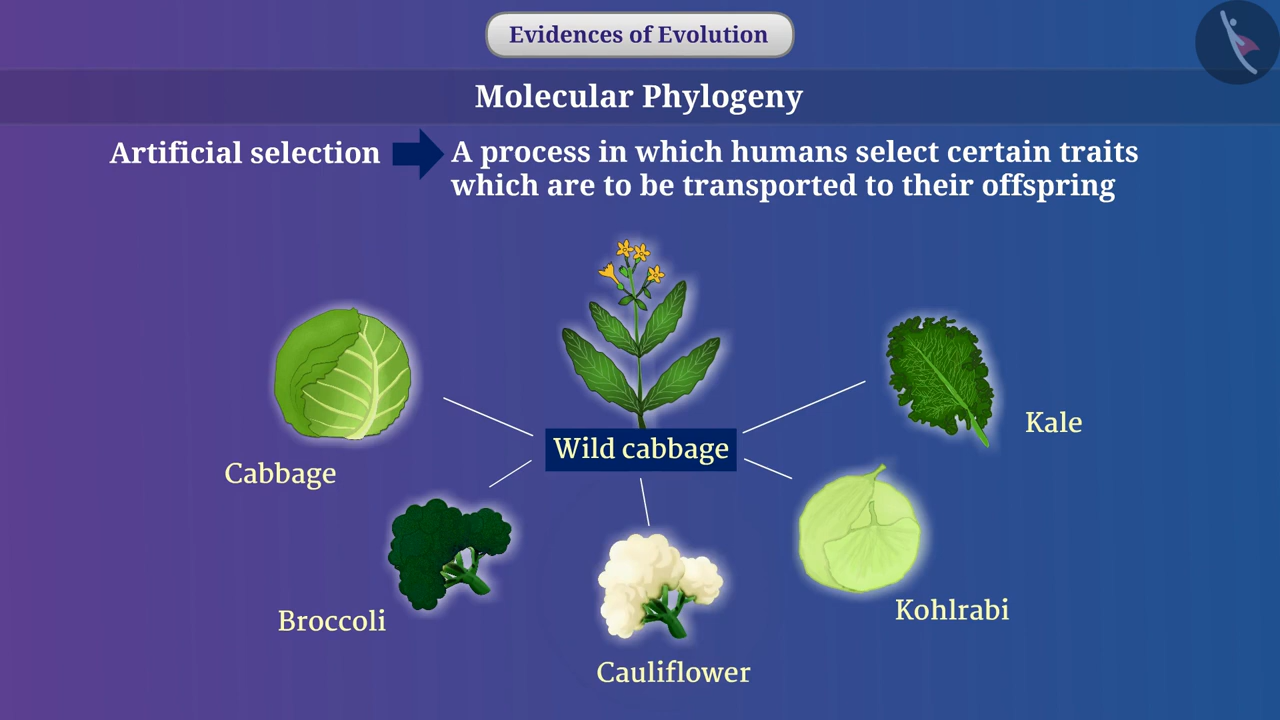 Evidences of Evolution
Molecular Phylogeny
Artificial selection
A process in which humans select certain traits
which are to be transported to their offspring
Wild cabbage
Kale
Cabbage
Kohlrabi
Broccoli
Cauliflower